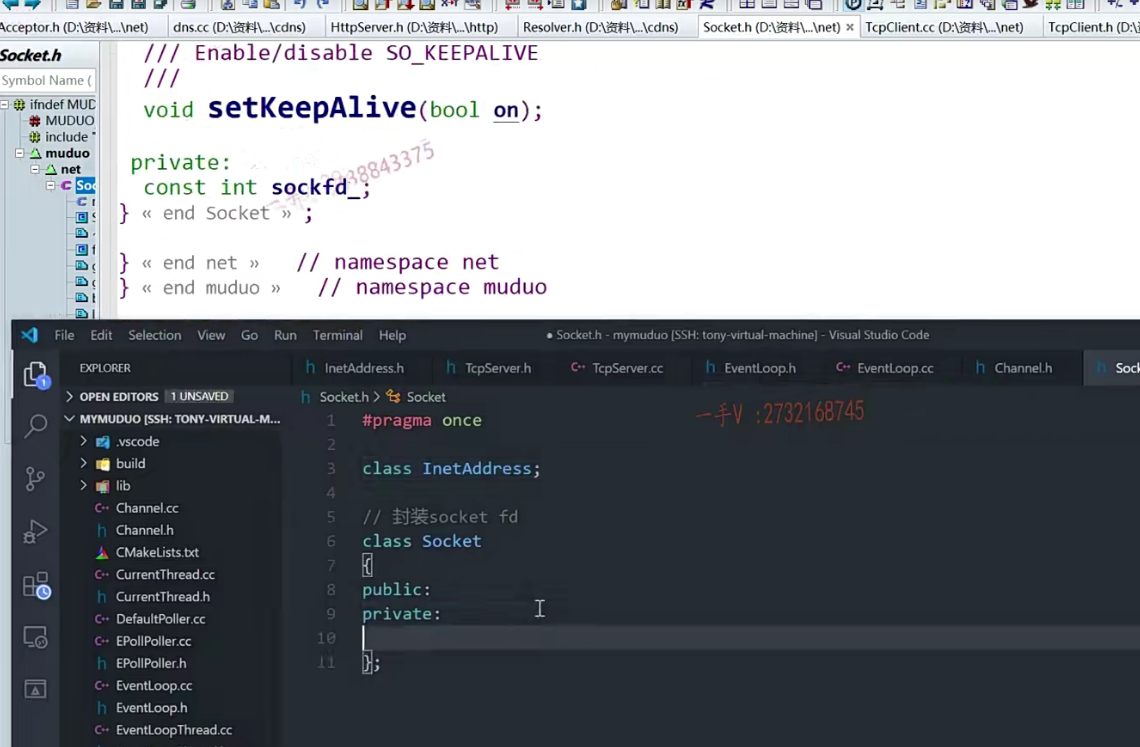 Acceptor.h (D:\资料\...\net)
dns.cc (D:\资料\...\cdns)
HttpServer.h (D:\资料\...\http)
Resolver.h (D:\资料\...\cdns)
Socket.h (D:\资料\...\net)
TcpClient.cc (D:\资料\...\net)
TcpClient.h (D:\
Socket.h
Symbol Name (
ifndef MUD
MUDUO
include "
muduo
net
Soc
/// Enable/disable SO_KEEPALIVE
///
void setKeepAlive(bool on);
private:
const int sockfd_;
} « end Socket » ;
} « end net » // namespace net
} « end muduo » // namespace muduo
File Edit Selection View Go Run Terminal Help
● Socket.h - mymuduo [SSH: tony-virtual-machine] - Visual Studio Code
EXPLORER
InetAddress.h
TcpServer.h
TcpServer.cc
EventLoop.h
EventLoop.cc
Channel.h
Sock
OPEN EDITORS 1 UNSAVED
MYMUDUO [SSH: TONY-VIRTUAL-M...
.vscode
build
lib
Channel.cc
Channel.h
CMakeLists.txt
CurrentThread.cc
CurrentThread.h
DefaultPoller.cc
EPollPoller.cc
EPollPoller.h
EventLoop.cc
EventLoop.h
EventLoopThread.cc
Socket.h > Socket
一手V :2732168745
1 #pragma once
2
3 class InetAddress;
4
5 // 封装socket fd
6 class Socket
7 {
8 public:
9 private:
10
11 };